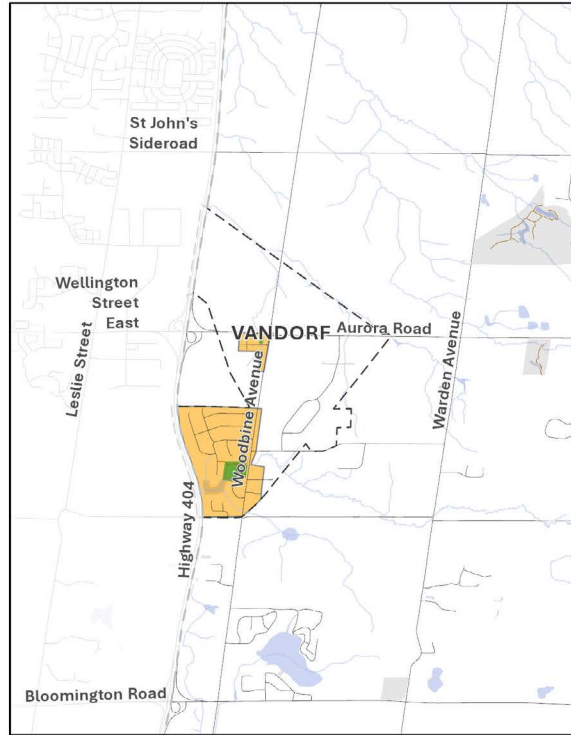 St John's
Sideroad
Wellington
Street
East
VANDORF
Aurora Road
Leslie Street
Woodbine Avenue
Warden Avenue
Highway 404
Bloomington Road